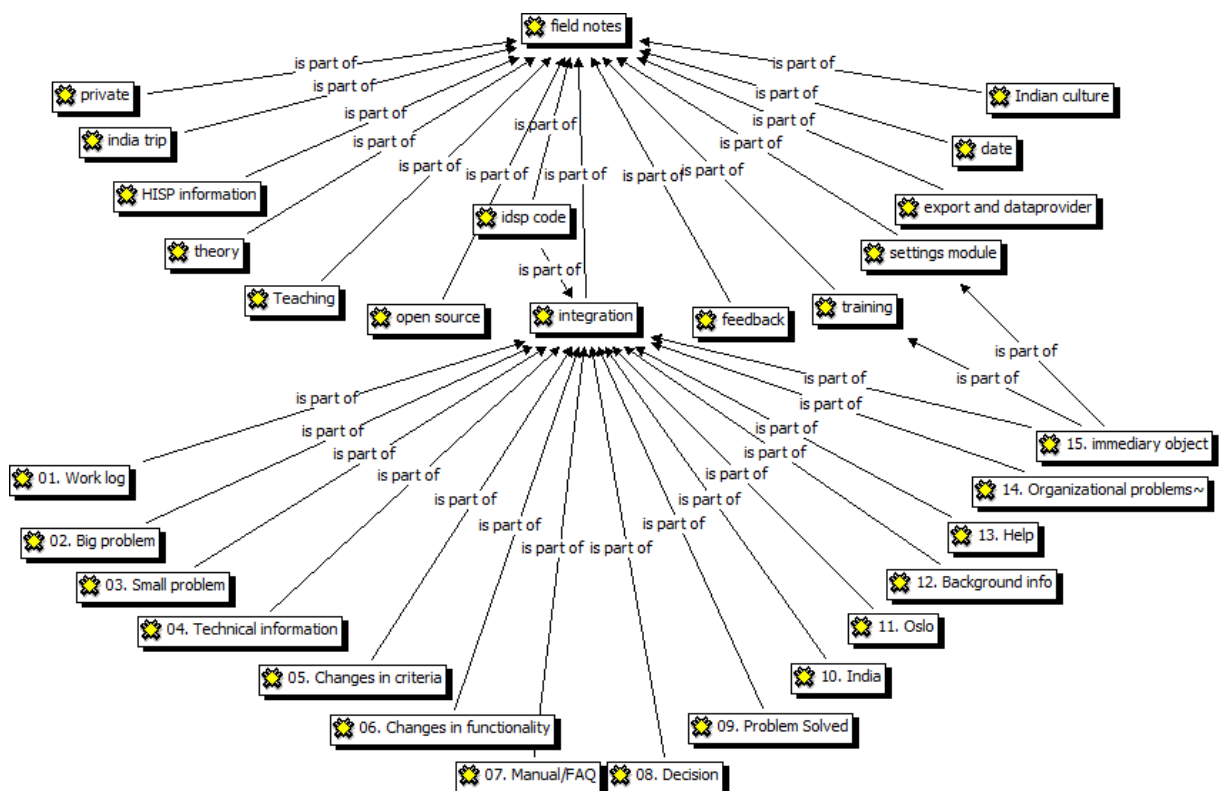 field notes
is part of
is part of
private
Indian culture
is part of
is part of
is part of
is part of
is part of
india trip
is part of
is part of
date
is part of
is part of
is part of
is part of
is part of
is part of
HISP information
idsp code
export and dataprovider
theory
settings module
is part of
Teaching
open source
integration
feedback
training
is part of
is part of
is part of
is part of
is part of
is part of
is part of
is part of
15. immediary object
is part of
is part of
is part of
01. Work log
is part of
14. Organizational problems~
is part of
is part of
is part of
is part of
02. Big problem
is part of
is part of
13. Help
03. Small problem
12. Background info
04. Technical information
11. Oslo
05. Changes in criteria
10. India
06. Changes in functionality
09. Problem Solved
07. Manual/FAQ
08. Decision